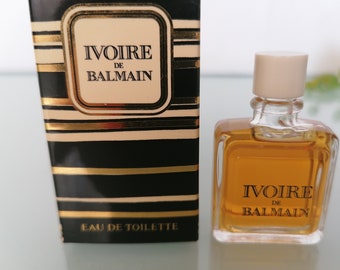 IVOIRE
DE
BALMAIN
EAU DE TOILETTE
IVOIRE
DE
BALMAIN